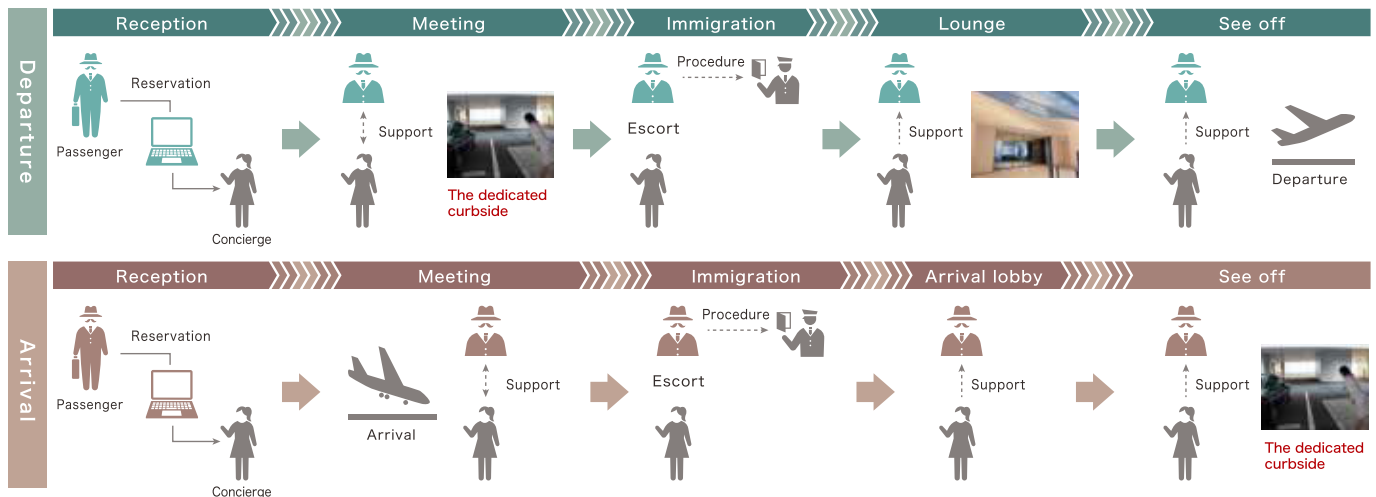 Departure
Reception
Meeting
Immigration
Lounge
See off
Reservation
Passenger
Concierge
Support
The dedicated
curbside
Procedure
Escort
Support
Support
Departure
Arrival
Reception
Meeting
Immigration
Arrival lobby
See off
Reservation
Passenger
Concierge
Arrival
Support
Procedure
Escort
Support
Support
The dedicated
curbside